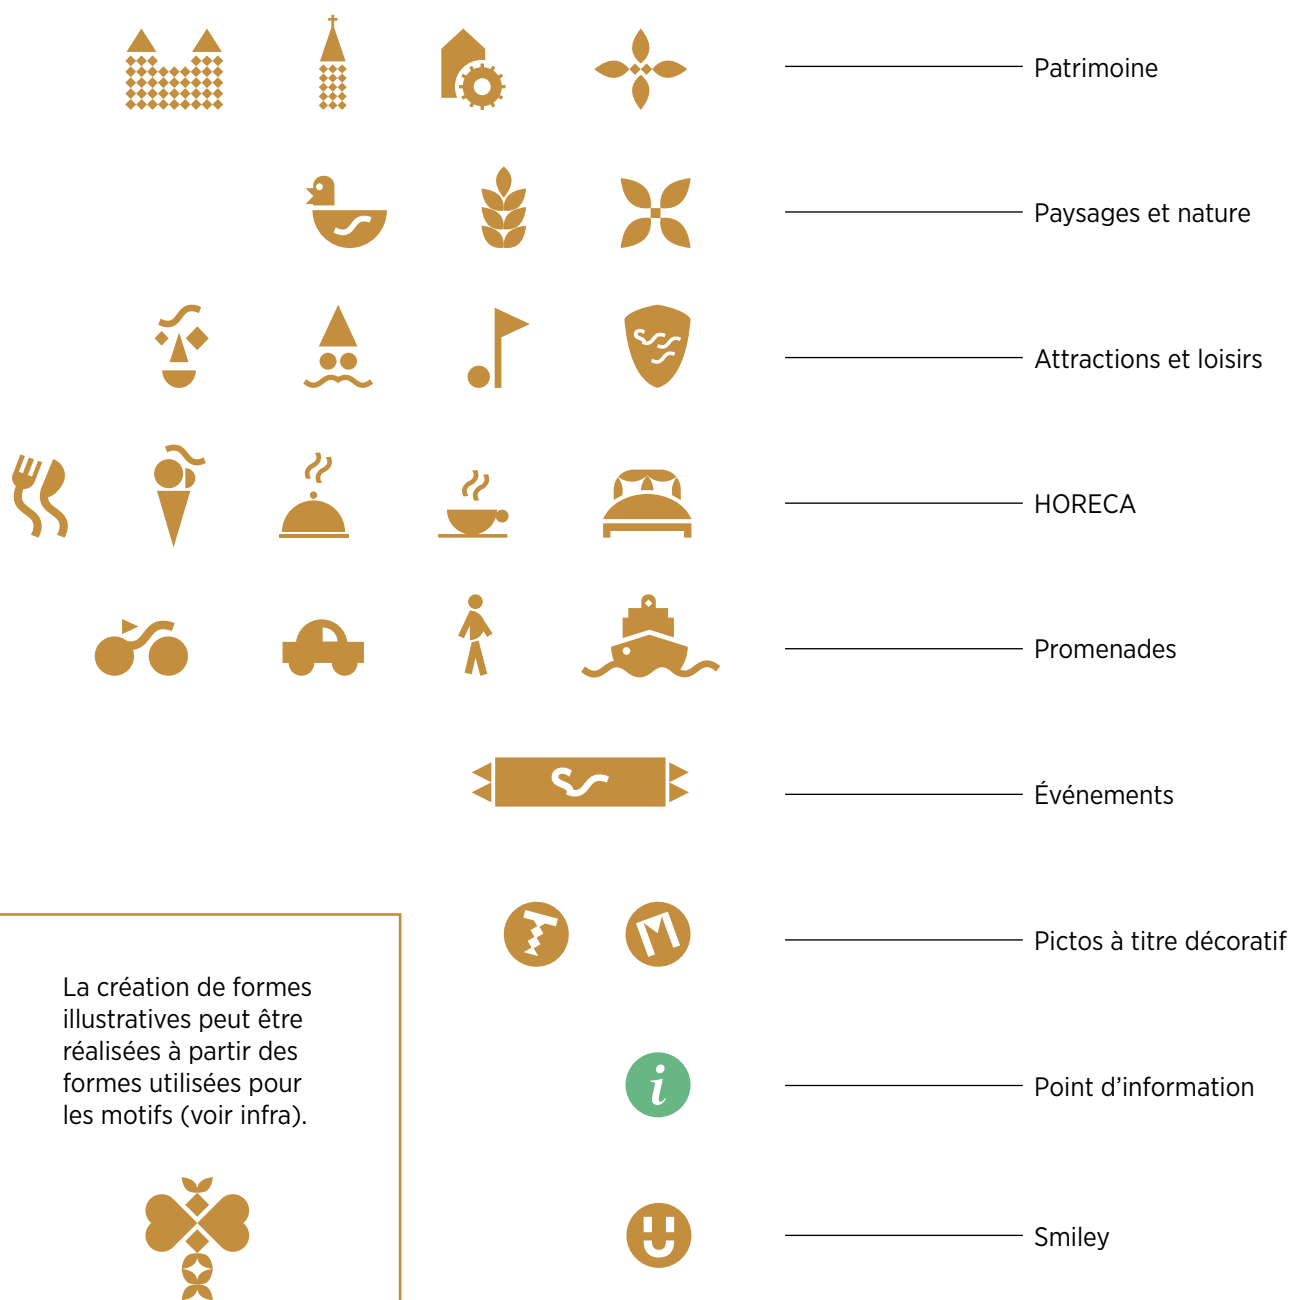 Patrimoine
Paysages et nature
Attractions et loisirs
HORECA
Promenades
Événements
T M
Pictos à titre décoratif
La création de formes
illustratives peut être
réalisées à partir des
formes utilisées pour
les motifs (voir infra).
i
Point d’information
Smiley